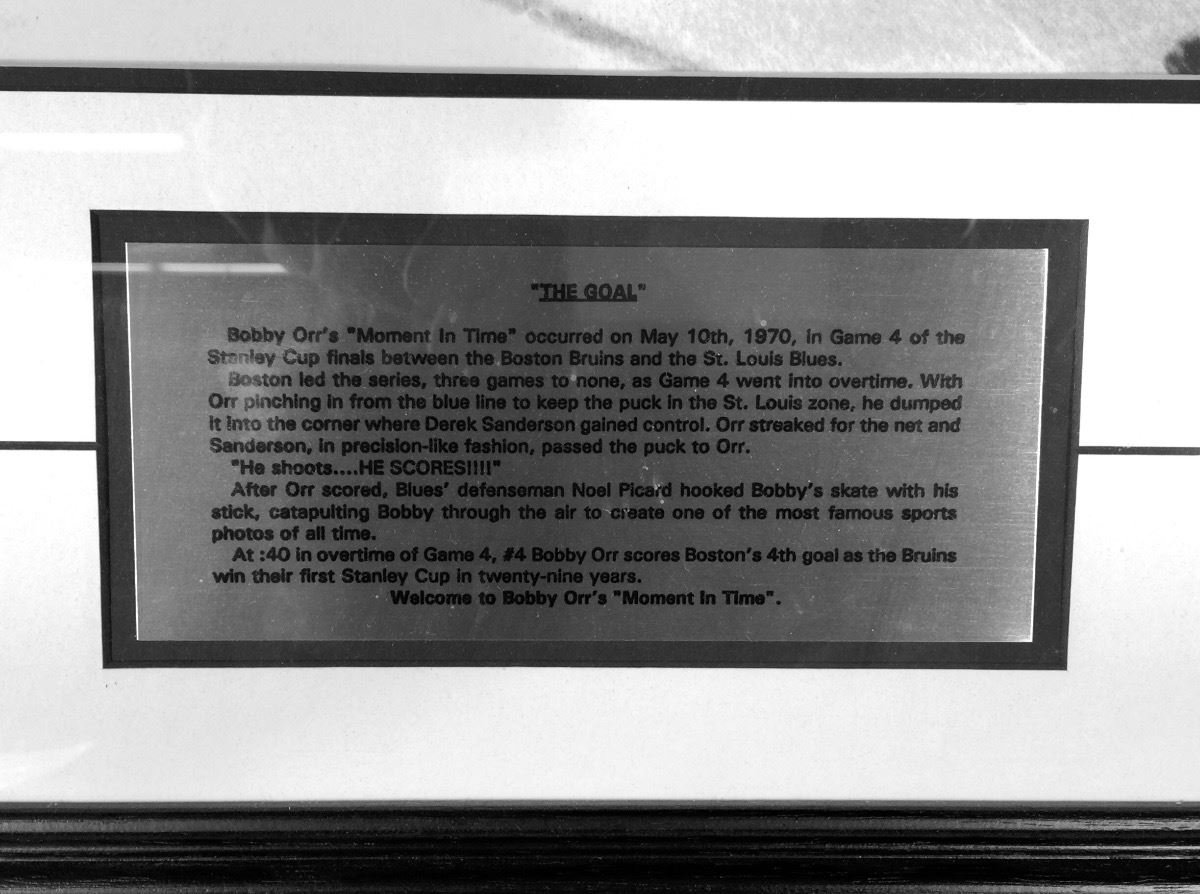 "THE GOAL"
Bobby Orr's "Moment In Time" occurred on May 10th, 1970, in Game 4 of the
Stanley Cup finals between the Boston Bruins and the St. Louis Blues.
Boston led the series, three games to none, as Game 4 went into overtime. With
Orr pinching in from the blue line to keep the puck in the St. Louis zone, he dumped
it into the corner where Derek Sanderson gained control. Orr streaked for the net and
Sanderson, in precision-like fashion, passed the puck to Orr.
"He shoots....HE SCORES!!!!"
After Orr scored, Blues' defenseman Noel Picard hooked Bobby's skate with his
stick, catapulting Bobby through the air to create one of the most famous sports
photos of all time.
At :40 in overtime of Game 4, #4 Bobby Orr scores Boston's 4th goal as the Bruins
win their first Stanley Cup in twenty-nine years.
Welcome to Bobby Orr's "Moment In Time".